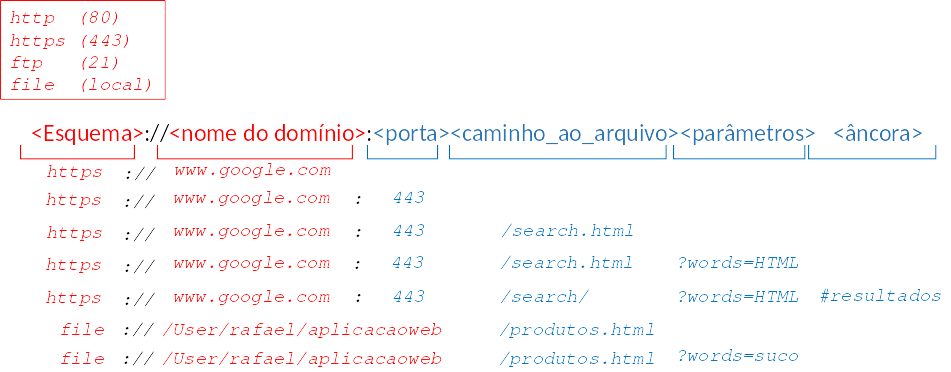 http (80)
https (443)
ftp (21)
file (local)
<Esquema>://<nome do domínio>:<porta><caminho_ao_arquivo><parâmetros> <âncora>
https :// www.google.com
https :// www.google.com : 443
https :// www.google.com : 443 /search.html
https :// www.google.com : 443 /search.html ?words=HTML
https :// www.google.com : 443 /search/ ?words=HTML #resultados
file :// /User/rafael/aplicacaoweb /produtos.html
file :// /User/rafael/aplicacaoweb /produtos.html ?words=suco